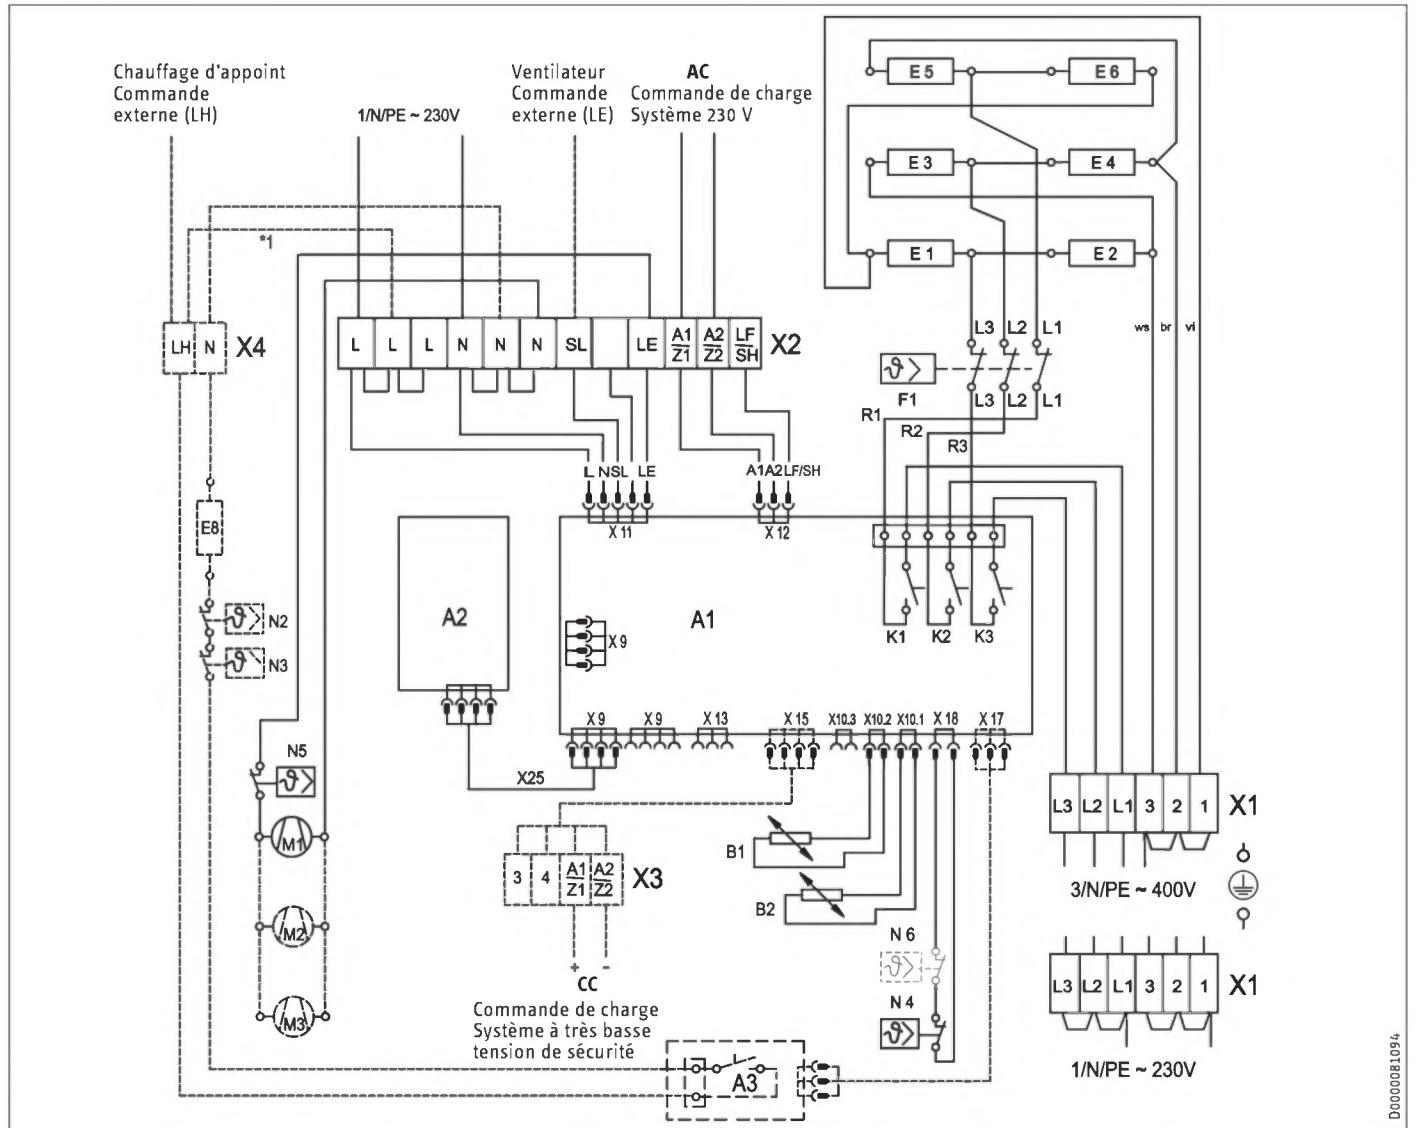 Chauffage d'appoint
Commande
externe (LH)
1/N/PE ~ 230V
Ventilateur
Commande
externe (LE)
AC
Commande de charge
Système 230 V
E 5
E 6
E 3
E 4
E 1
E 2
*1
LH N X4
L L L N N N SL LE A1/Z1 A2/Z2 LF/SH X2
L3 L2 L1
ws br vi
F1
L3 L2 L1
R1
R2
R3
L N SL LE
A1 A2 LF/SH
X 11
X 12
E8
A2
A1
X 9
K1 K2 K3
N2
N3
X 9 X 9 X 13 X 15 X10.3 X10.2 X10.1 X 18 X 17
N5
X25
M1
M2
M3
3 4 A1/Z1 A2/Z2 X3
+ -
CC
Commande de charge
Système à très basse
tension de sécurité
B1
B2
N 6
N 4
A3
L3 L2 L1 3 2 1 X1
3/N/PE ~ 400V
L3 L2 L1 3 2 1 X1
1/N/PE ~ 230V
D0000081094